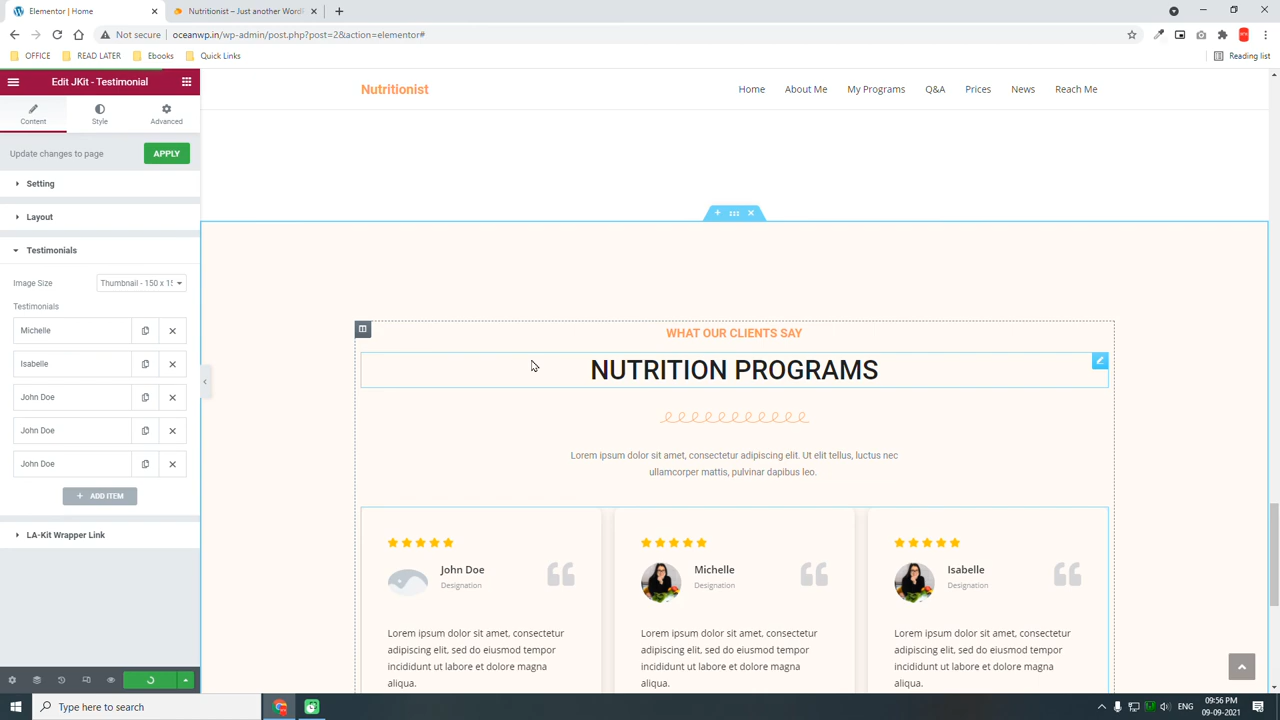 Elementor | Home
Nutritionist – Just another WordP
Not secure | oceanwp.in/wp-admin/post.php?post=2&action=elementor#
OFFICE
READ LATER
Ebooks
Quick Links
Reading list
Edit JKit - Testimonial
Content
Style
Advanced
Update changes to page
APPLY
Setting
Layout
Testimonials
Image Size
Thumbnail - 150 x 15
Testimonials
Michelle
Isabelle
John Doe
John Doe
John Doe
+ ADD ITEM
LA-Kit Wrapper Link
Nutritionist
Home
About Me
My Programs
Q&A
Prices
News
Reach Me
WHAT OUR CLIENTS SAY
NUTRITION PROGRAMS
Lorem ipsum dolor sit amet, consectetur adipiscing elit. Ut elit tellus, luctus nec
ullamcorper mattis, pulvinar dapibus leo.
John Doe
Designation
Lorem ipsum dolor sit amet, consectetur
adipiscing elit, sed do eiusmod tempor
incididunt ut labore et dolore magna
aliqua.
Michelle
Designation
Lorem ipsum dolor sit amet, consectetur
adipiscing elit, sed do eiusmod tempor
incididunt ut labore et dolore magna
aliqua.
Isabelle
Designation
Lorem ipsum dolor sit amet, consectetur
adipiscing elit, sed do eiusmod tempor
incididunt ut labore et dolore magna
aliqua.
Type here to search
ENG
09:56 PM
09-09-2021